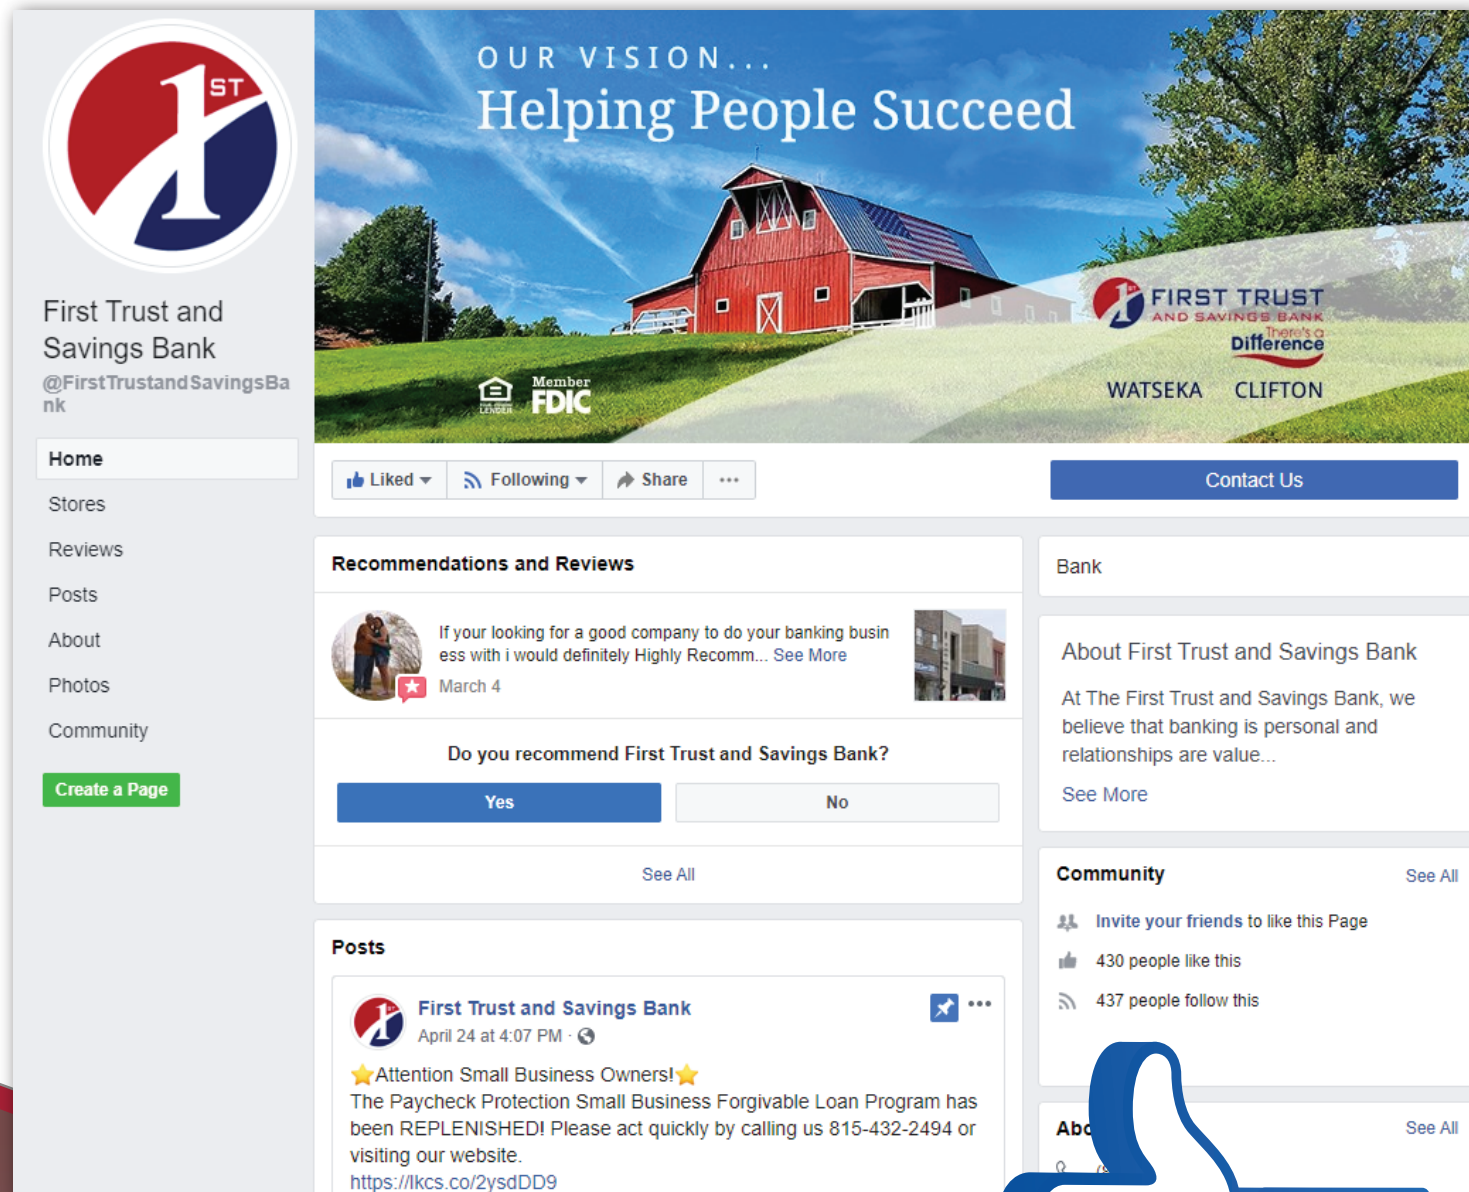 1ST
First Trust and
Savings Bank
@FirstTrustandSavingsBa
nk
Home
Stores
Reviews
Posts
About
Photos
Community
Create a Page
OUR VISION...
Helping People Succeed
Member
FDIC
LENDER
1ST
FIRST TRUST
AND SAVINGS BANK
There's a
Difference
WATSEKA CLIFTON
Liked
Following
Share
Contact Us
Recommendations and Reviews
If your looking for a good company to do your banking busin
ess with i would definitely Highly Recomm... See More
March 4
Do you recommend First Trust and Savings Bank?
Yes
No
See All
Posts
First Trust and Savings Bank
April 24 at 4:07 PM ·
⭐Attention Small Business Owners!⭐
The Paycheck Protection Small Business Forgivable Loan Program has
been REPLENISHED! Please act quickly by calling us 815-432-2494 or
visiting our website.
https://lkcs.co/2ysdDD9
Bank
About First Trust and Savings Bank
At The First Trust and Savings Bank, we
believe that banking is personal and
relationships are value...
See More
Community
See All
Invite your friends to like this Page
430 people like this
437 people follow this
See All